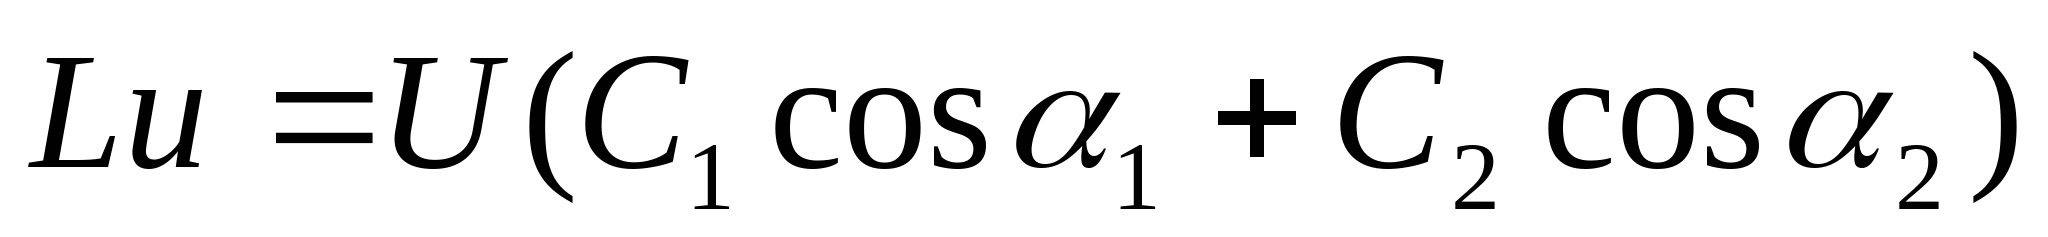 Lu = U(C₁ cos α₁ + C₂ cos α₂)